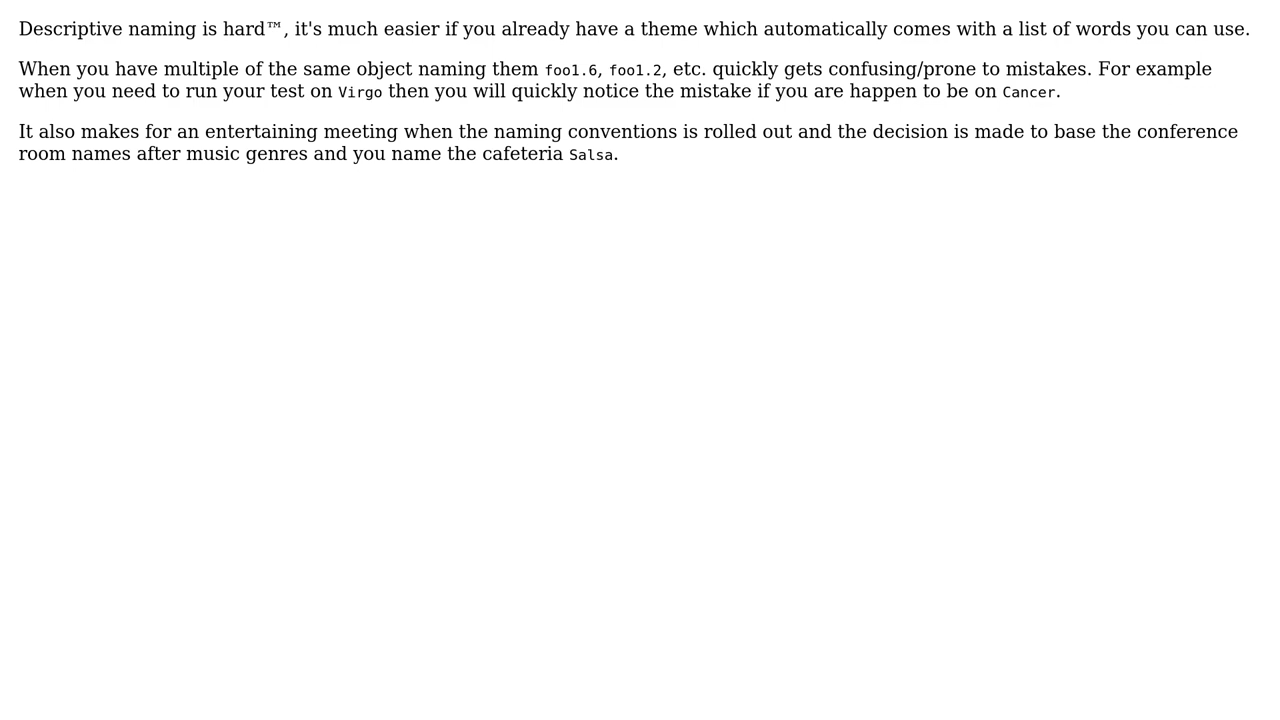 Descriptive naming is hard™, it's much easier if you already have a theme which automatically comes with a list of words you can use.
When you have multiple of the same object naming them foo1.6, foo1.2, etc. quickly gets confusing/prone to mistakes. For example
when you need to run your test on Virgo then you will quickly notice the mistake if you are happen to be on Cancer.
It also makes for an entertaining meeting when the naming conventions is rolled out and the decision is made to base the conference
room names after music genres and you name the cafeteria Salsa.